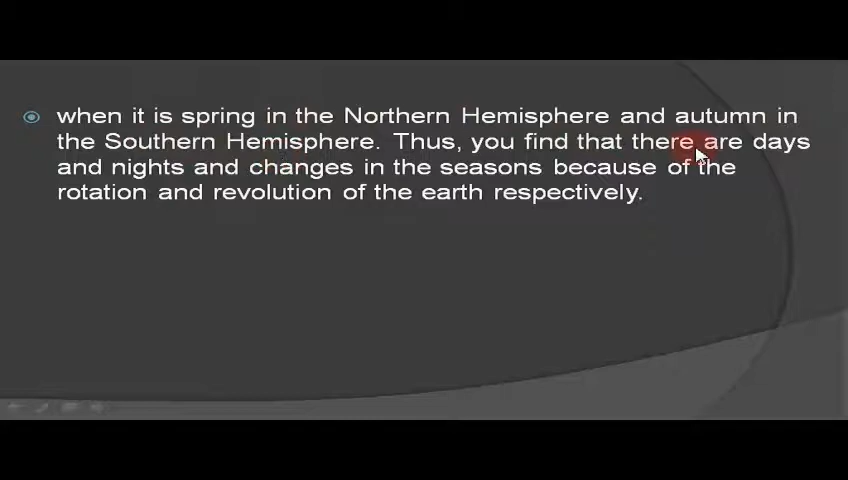 when it is spring in the Northern Hemisphere and autumn in
the Southern Hemisphere. Thus, you find that there are days
and nights and changes in the seasons because of the
rotation and revolution of the earth respectively.